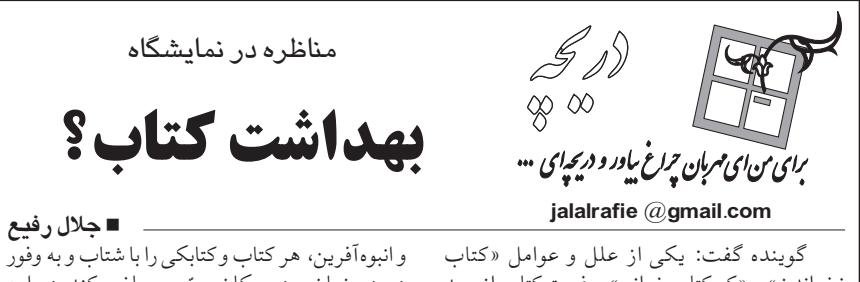 مناظره در نمایشگاه
بهداشت کتاب؟
دریچه
برای من ای مهربان چراغ بیاور و دریچه‌ای ...
jalalrafie @gmail.com
■ جلال رفیع
گوینده گفت: یکی از علل و عوامل «کتاب
و انبوه‌آفرین، هر کتاب و کتابکی را با شتاب و به وفور